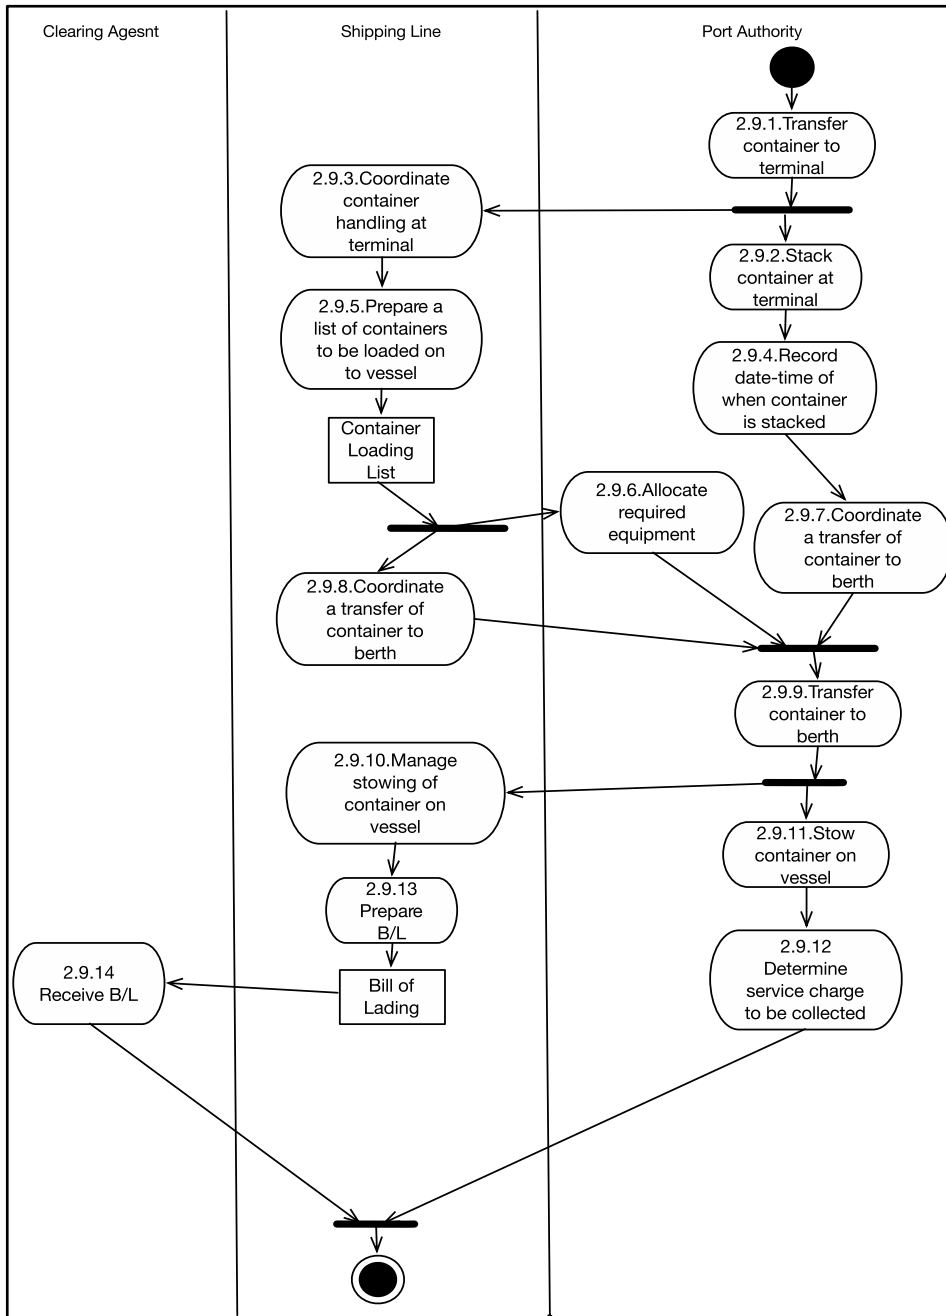 Clearing Agesnt
Shipping Line
Port Authority
2.9.1.Transfer
container to
terminal
2.9.3.Coordinate
container
handling at
terminal
2.9.2.Stack
container at
terminal
2.9.5.Prepare a
list of containers
to be loaded on
to vessel
2.9.4.Record
date-time of
when container
is stacked
Container
Loading
List
2.9.6.Allocate
required
equipment
2.9.7.Coordinate
a transfer of
container to
berth
2.9.8.Coordinate
a transfer of
container to
berth
2.9.9.Transfer
container to
berth
2.9.10.Manage
stowing of
container on
vessel
2.9.11.Stow
container on
vessel
2.9.13
Prepare
B/L
2.9.14
Receive B/L
Bill of
Lading
2.9.12
Determine
service charge
to be collected